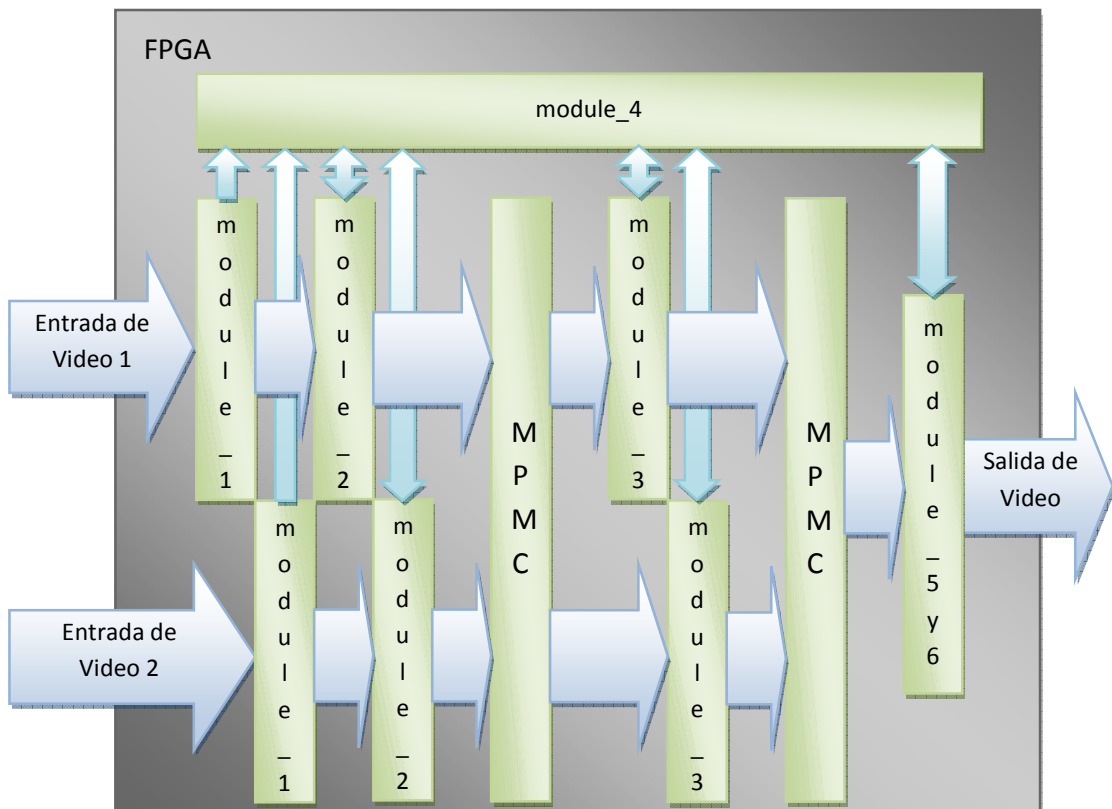 FPGA
module_4
module_1
module_2
MPMC
module_3
MPMC
module_5y6
Entrada de
Video 1
Salida de
Video
module_1
module_2
module_3
Entrada de
Video 2